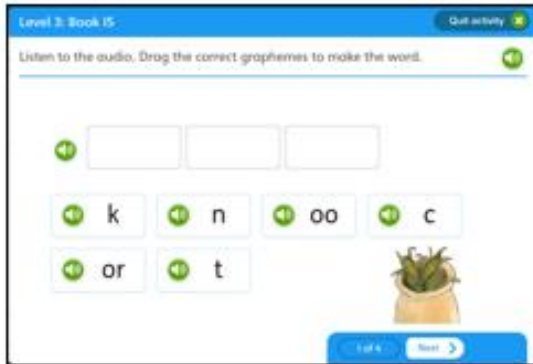 Level 3: Book 15
Quit activity
Listen to the audio. Drag the correct graphemes to make the word.
k n oo c
or t
1 of 4 Next